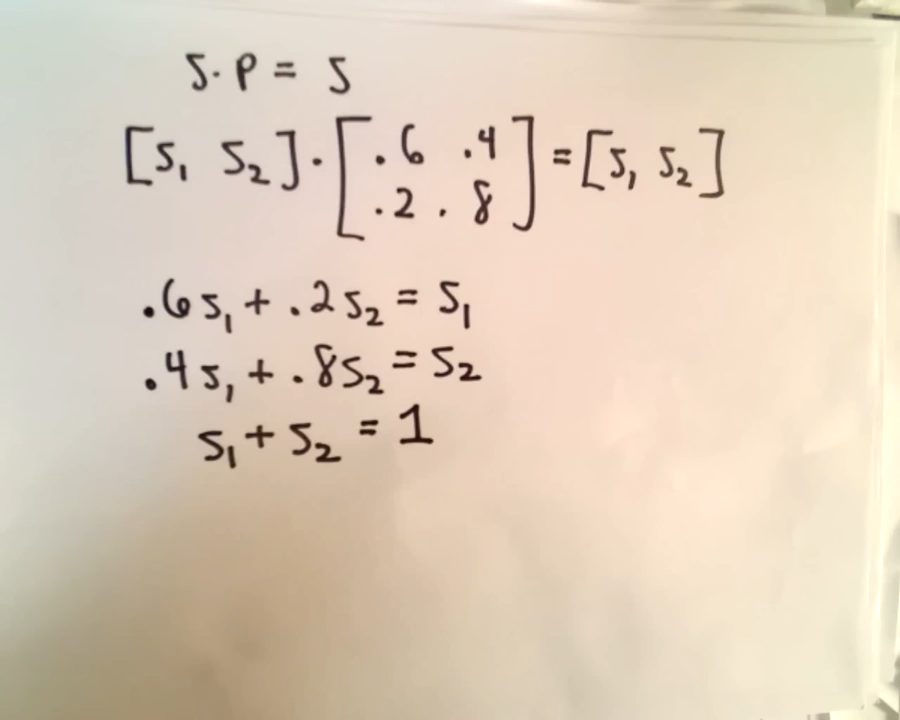 S · P = S
[S₁ S₂] · [.6 .4] = [S₁ S₂]
[.2 .8]
.6S₁ + .2S₂ = S₁
.4S₁ + .8S₂ = S₂
S₁ + S₂ = 1